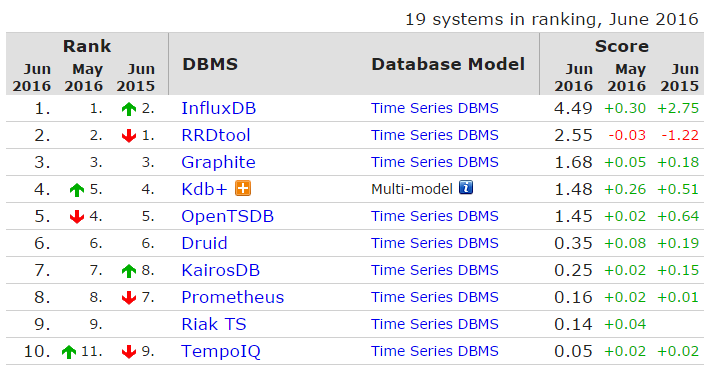 19 systems in ranking, June 2016
Rank DBMS Database Model Score
Jun 2016 May 2016 Jun 2015 Jun 2016 May 2016 Jun 2015
1. 1. 2. InfluxDB Time Series DBMS 4.49 +0.30 +2.75
2. 2. 1. RRDtool Time Series DBMS 2.55 -0.03 -1.22
3. 3. 3. Graphite Time Series DBMS 1.68 +0.05 +0.18
4. 5. 4. Kdb+ Multi-model 1.48 +0.26 +0.51
5. 4. 5. OpenTSDB Time Series DBMS 1.45 +0.02 +0.64
6. 6. 6. Druid Time Series DBMS 0.35 +0.08 +0.19
7. 7. 8. KairosDB Time Series DBMS 0.25 +0.02 +0.15
8. 8. 7. Prometheus Time Series DBMS 0.16 +0.02 +0.01
9. 9. Riak TS Time Series DBMS 0.14 +0.04
10. 11. 9. TempoIQ Time Series DBMS 0.05 +0.02 +0.02